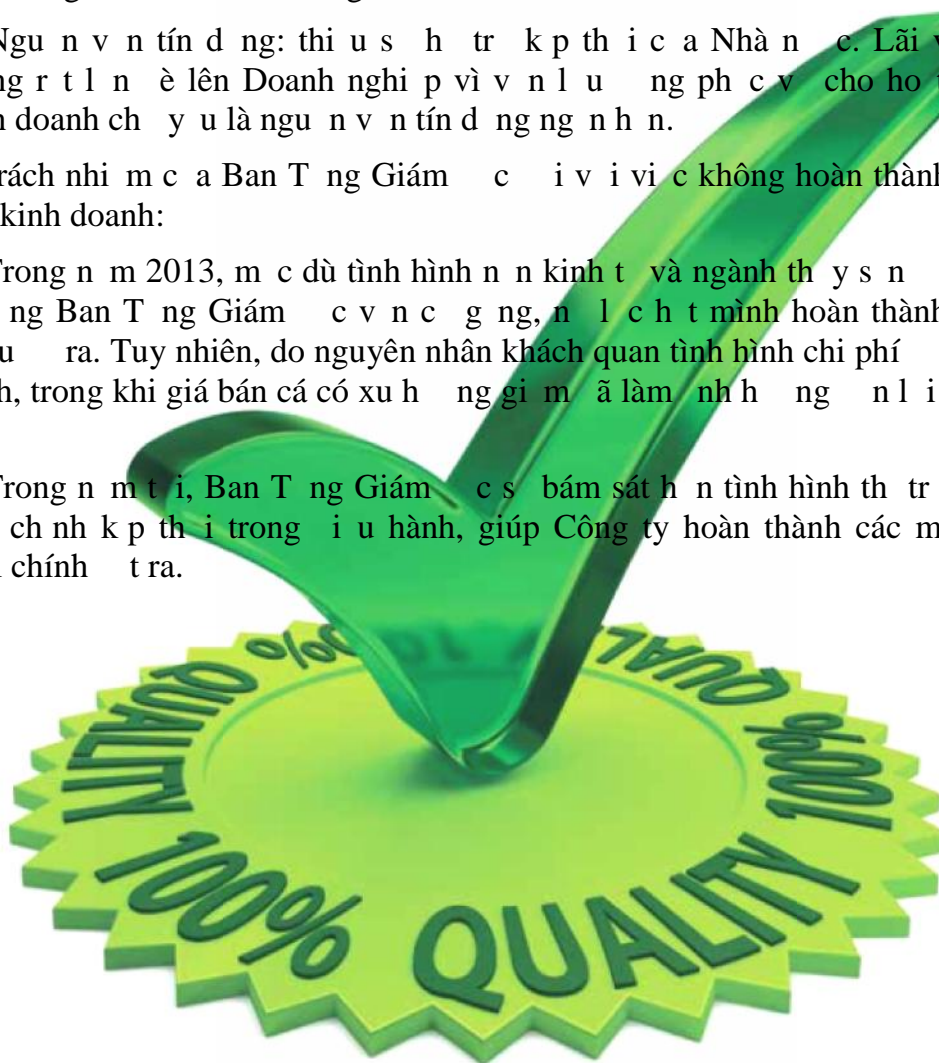 Ngu n v n tín d ng: thi u s h tr k p th i c a Nhà n c. Lãi v
ng r t l n è lên Doanh nghi p vì v n l u ng ph c v cho ho
n doanh ch y u là ngu n v n tín d ng ng n h n.
rách nhi m c a Ban T ng Giám c i v i vi c không hoàn thành
kinh doanh:
Trong n m 2013, m c dù tình hình n n kinh t và ngành th y s n
ng Ban T ng Giám c v n c g ng, n l c h t mình hoàn thành
u ra. Tuy nhiên, do nguyên nhân khách quan tình hình chi phí
h, trong khi giá bán cá có xu h ng gi m ã làm nh h ng n l i
Trong n m t i, Ban T ng Giám c s bám sát h n tình hình th tr
ch nh k p th i trong i u hành, giúp Công ty hoàn thành các m
chính t ra.
100% QUALITY
100% QUALITY
100% QUALITY